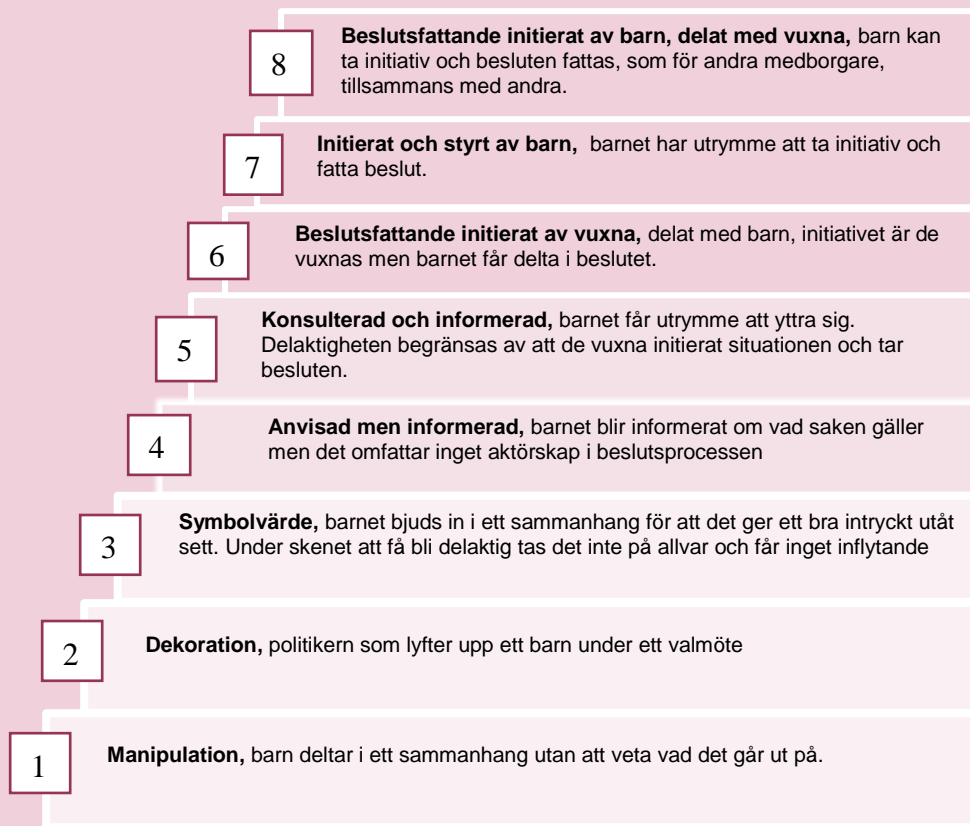 8
Beslutsfattande initierat av barn, delat med vuxna, barn kan
ta initiativ och besluten fattas, som för andra medborgare,
tillsammans med andra.
7
Initierat och styrt av barn, barnet har utrymme att ta initiativ och
fatta beslut.
6
Beslutsfattande initierat av vuxna, delat med barn, initiativet är de
vuxnas men barnet får delta i beslutet.
5
Konsulterad och informerad, barnet får utrymme att yttra sig.
Delaktigheten begränsas av att de vuxna initierat situationen och tar
besluten.
4
Anvisad men informerad, barnet blir informerat om vad saken gäller
men det omfattar inget aktörskap i beslutsprocessen
3
Symbolvärde, barnet bjuds in i ett sammanhang för att det ger ett bra intryckt utåt
sett. Under skenet att få bli delaktig tas det inte på allvar och får inget inflytande
2
Dekoration, politikern som lyfter upp ett barn under ett valmöte
1
Manipulation, barn deltar i ett sammanhang utan att veta vad det går ut på.